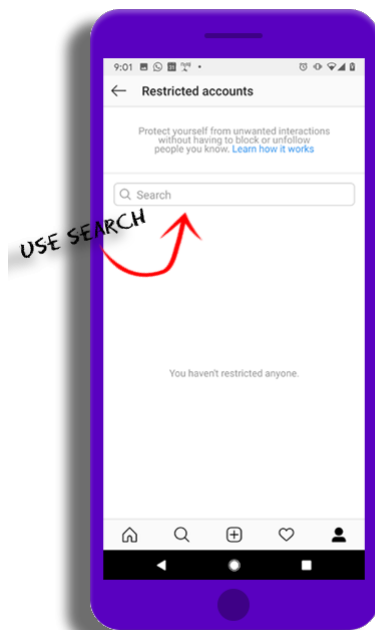 9:01
Restricted accounts
Protect yourself from unwanted interactions
without having to block or unfollow
people you know. Learn how it works
Search
USE SEARCH
You haven't restricted anyone.